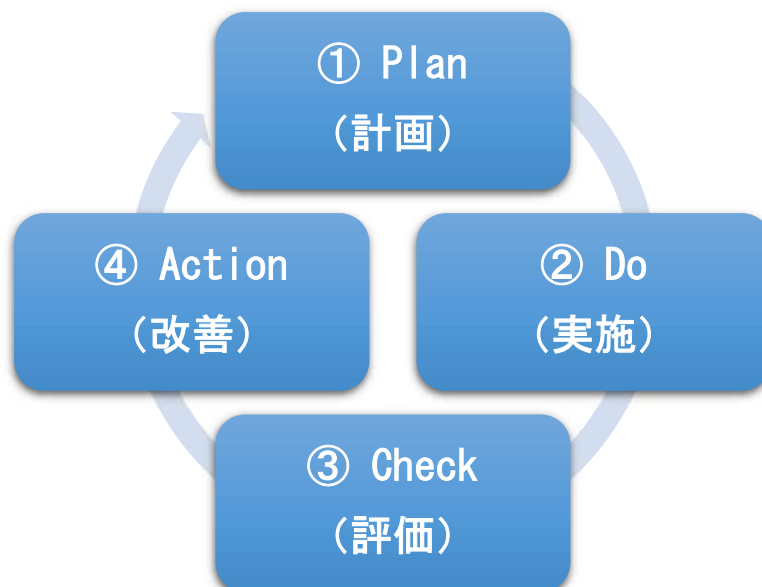 ① Plan
(計画)
② Do
(実施)
③ Check
(評価)
④ Action
(改善)